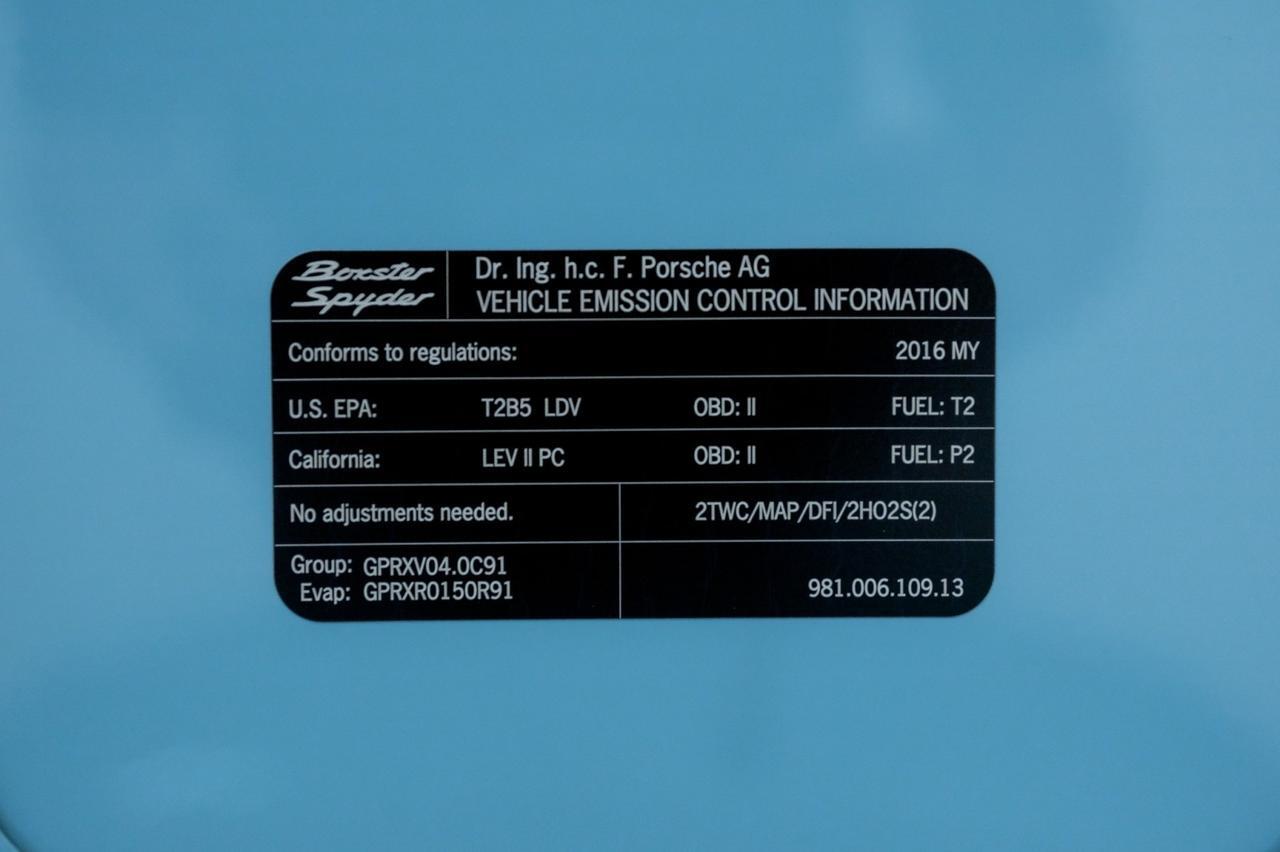 Boxster
Spyder
Dr. Ing. h.c. F. Porsche AG
VEHICLE EMISSION CONTROL INFORMATION
Conforms to regulations: 2016 MY
U.S. EPA: T2B5 LDV OBD: II FUEL: T2
California: LEV II PC OBD: II FUEL: P2
No adjustments needed. 2TWC/MAP/DFI/2HO2S(2)
Group: GPRXV04.0C91
Evap: GPRXR0150R91
981.006.109.13